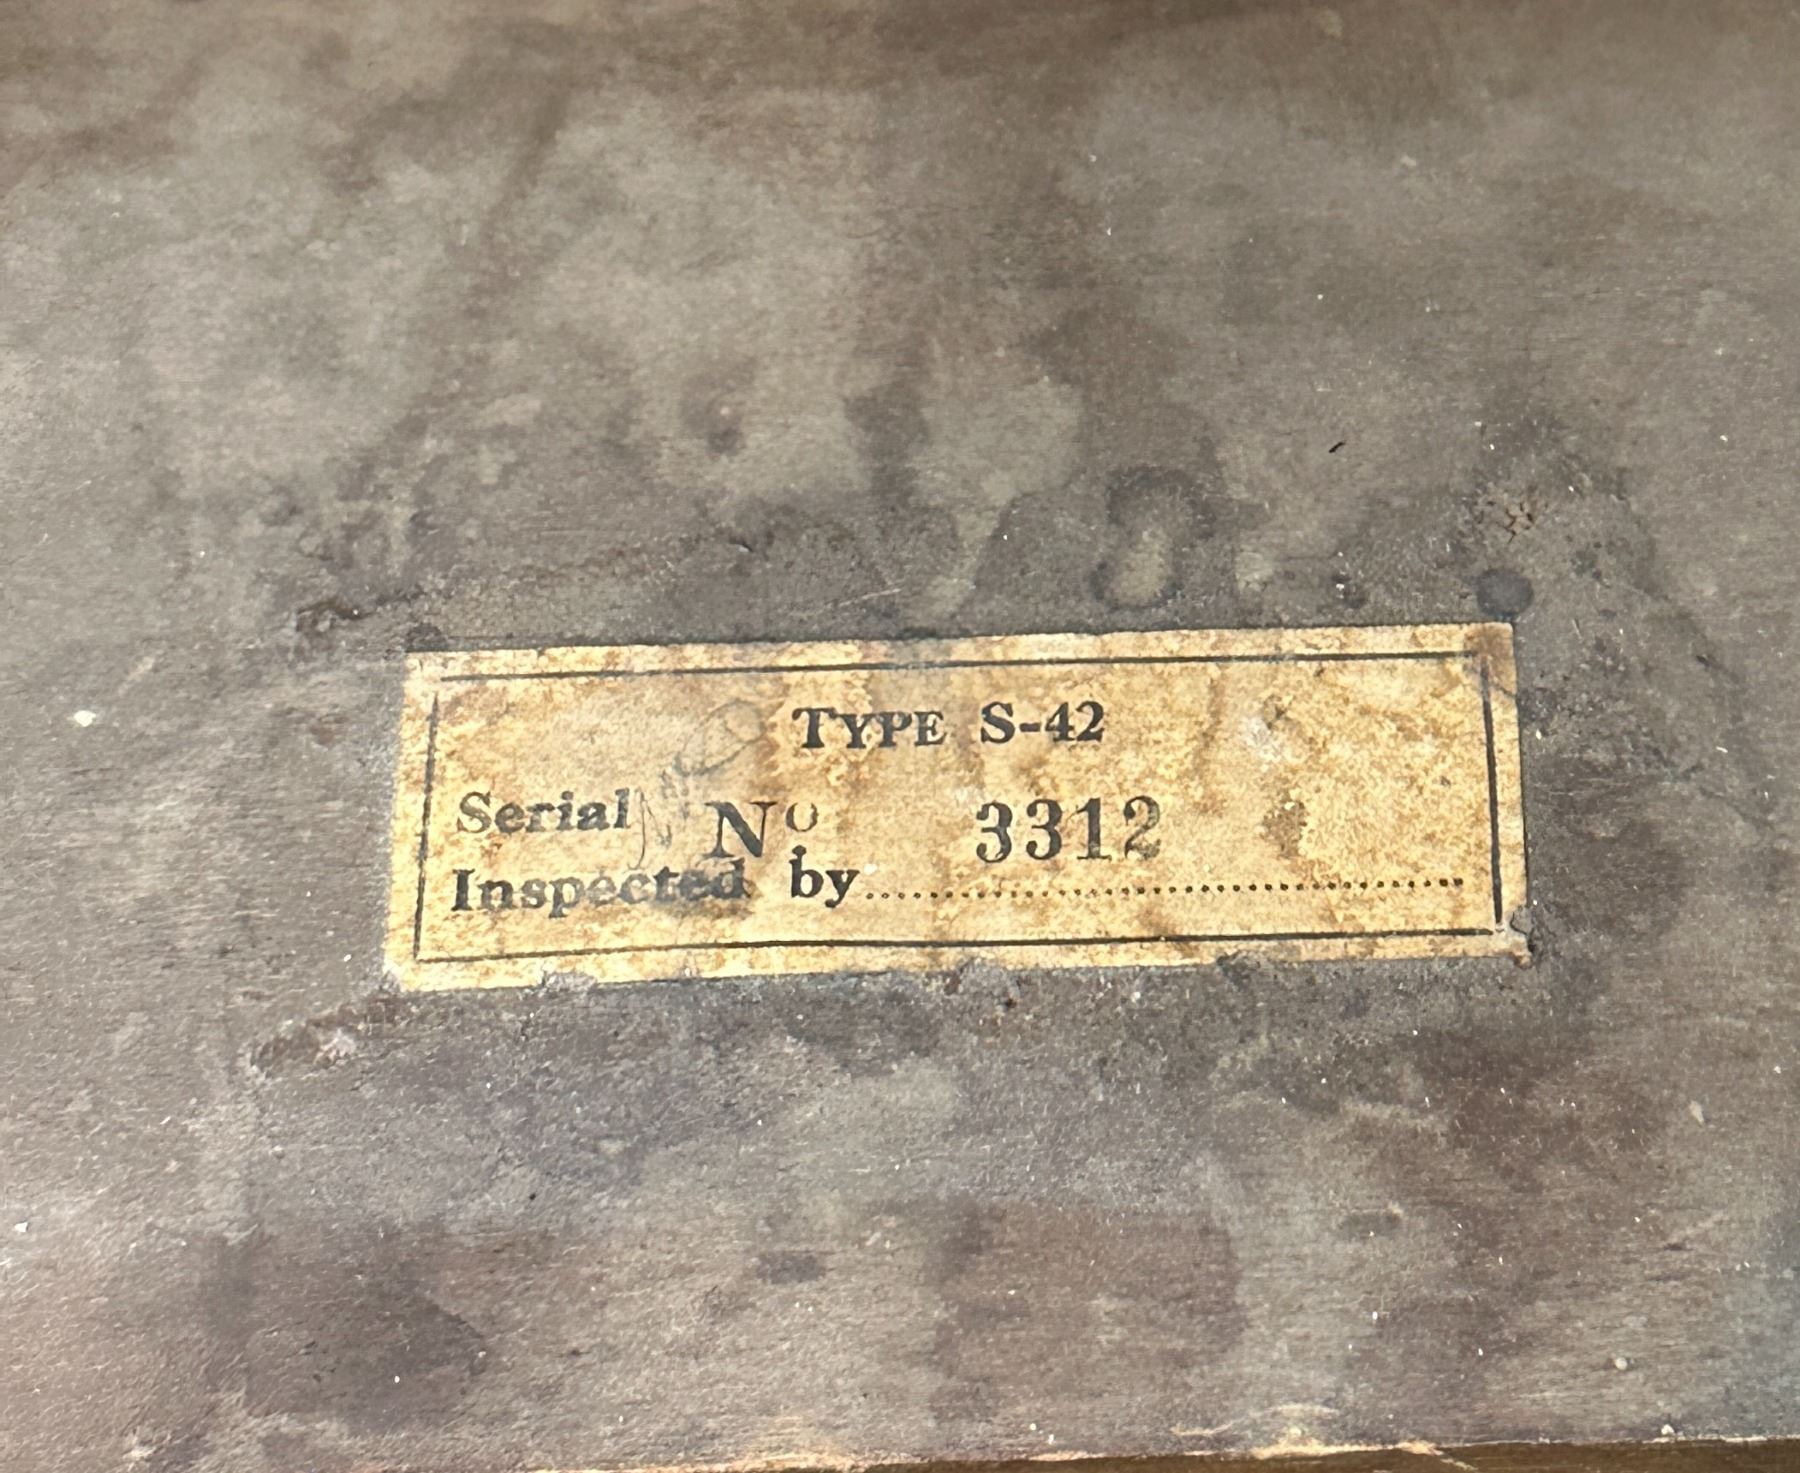 TYPE S-42
Serial No 3312
Inspected by........................................